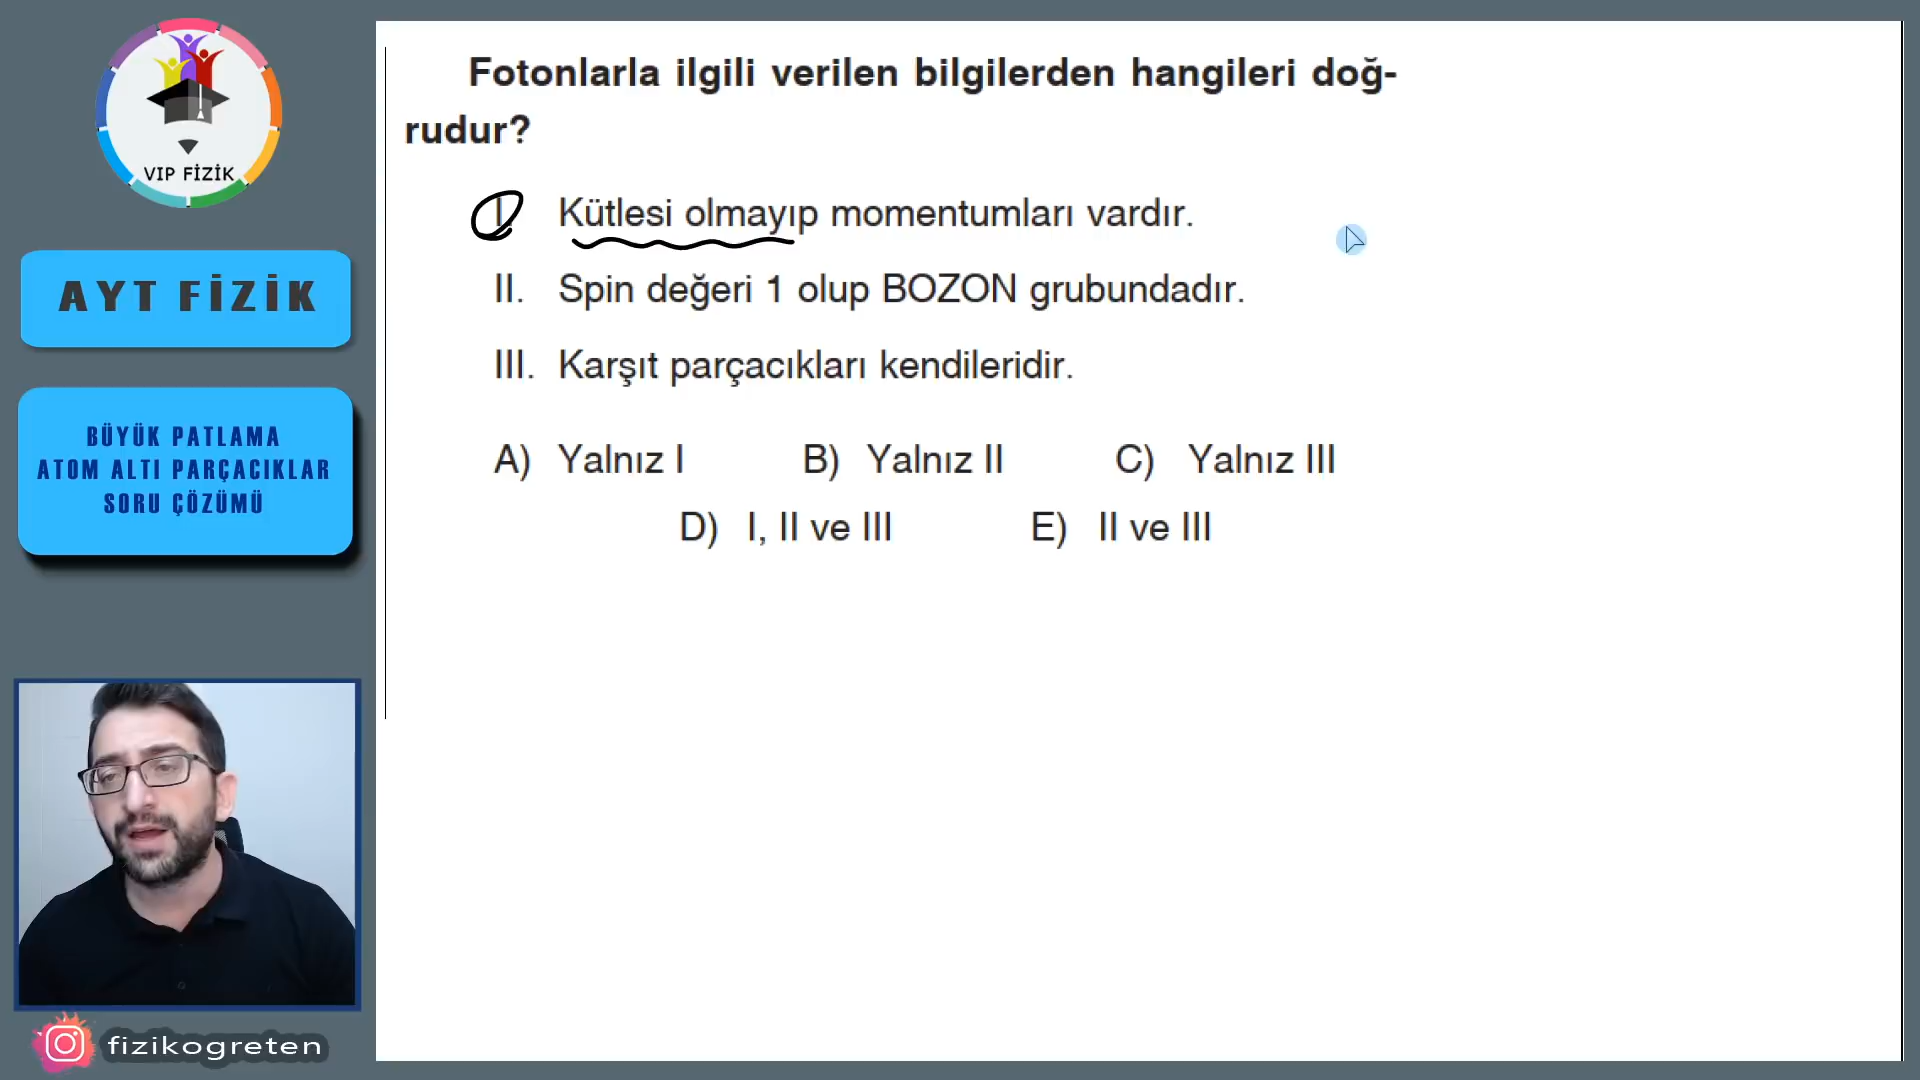 VIP FİZİK
AYT FİZİK
BÜYÜK PATLAMA
ATOM ALTI PARÇACIKLAR
SORU ÇÖZÜMÜ
fizikogreten
Fotonlarla ilgili verilen bilgilerden hangileri doğ-
rudur?
I. Kütlesi olmayıp momentumları vardır.
II. Spin değeri 1 olup BOZON grubundadır.
III. Karşıt parçacıkları kendileridir.
A) Yalnız I B) Yalnız II C) Yalnız III
D) I, II ve III E) II ve III